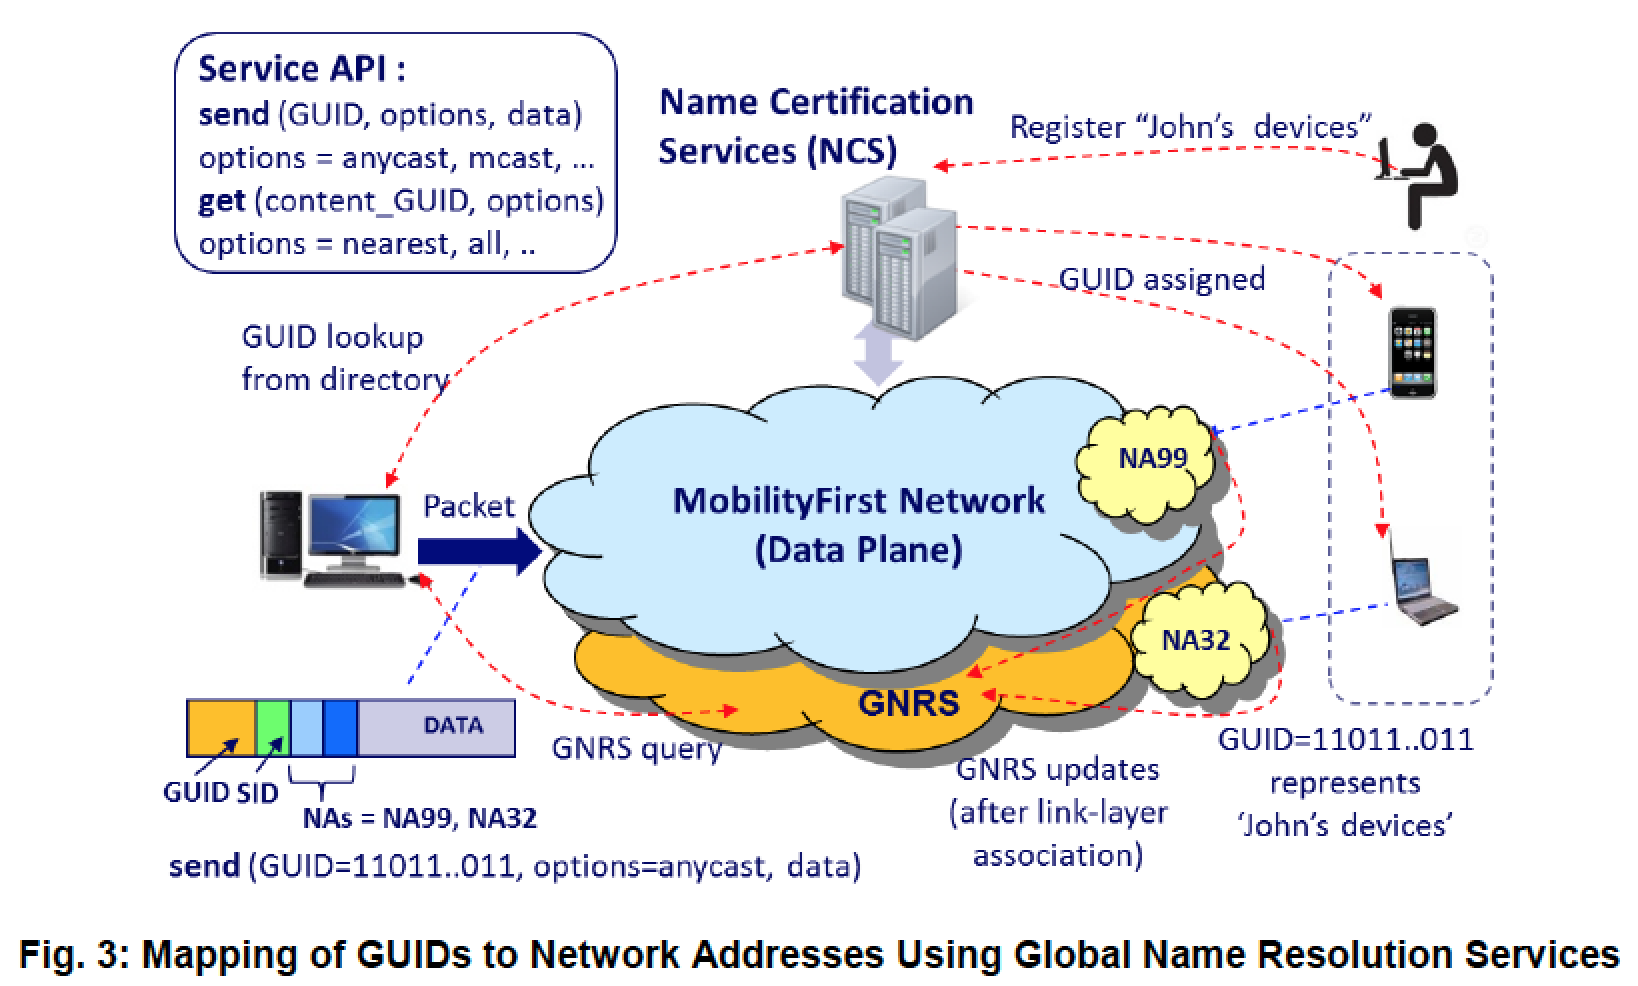 Service API :
send (GUID, options, data)
options = anycast, mcast, ...
get (content_GUID, options)
options = nearest, all, ..
Name Certification
Services (NCS)
Register “John’s devices”
GUID assigned
GUID lookup
from directory
Packet
MobilityFirst Network
(Data Plane)
NA99
NA32
GNRS
DATA
GUID SID
NAs = NA99, NA32
GNRS query
GNRS updates
(after link-layer
association)
GUID=11011..011
represents
‘John’s devices’
send (GUID=11011..011, options=anycast, data)
Fig. 3: Mapping of GUIDs to Network Addresses Using Global Name Resolution Services